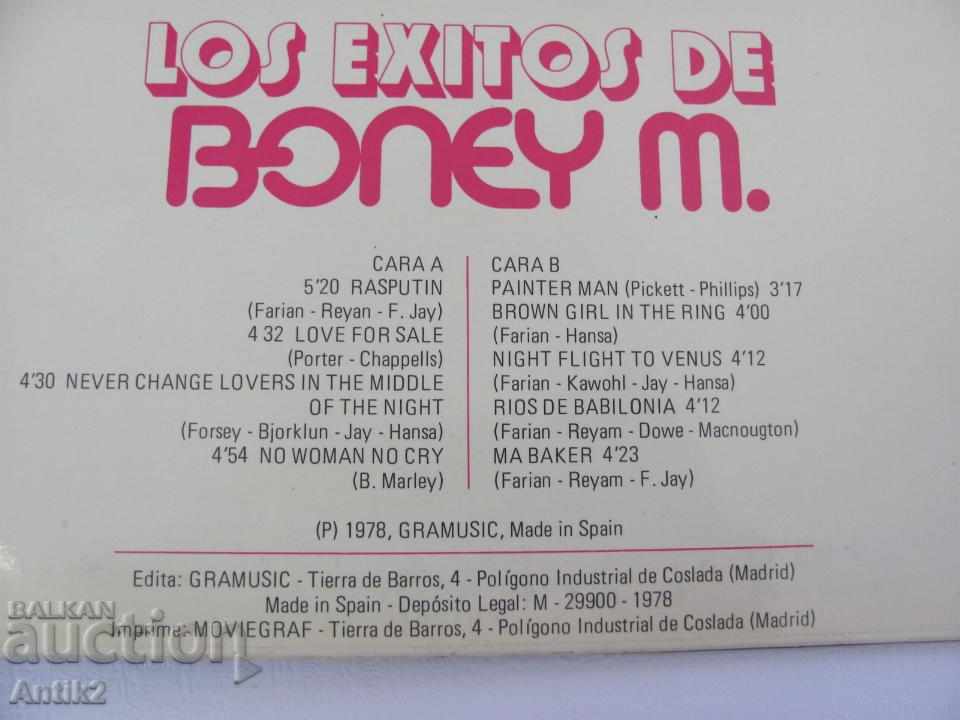 LOS EXITOS DE
BONEY M.
CARA A
5'20 RASPUTIN
(Farian - Reyan - F. Jay)
4 32 LOVE FOR SALE
(Porter - Chappells)
4'30 NEVER CHANGE LOVERS IN THE MIDDLE
OF THE NIGHT
(Forsey - Bjorklun - Jay - Hansa)
4'54 NO WOMAN NO CRY
(B. Marley)
CARA B
PAINTER MAN (Pickett - Phillips) 3'17
BROWN GIRL IN THE RING 4'00
(Farian - Hansa)
NIGHT FLIGHT TO VENUS 4'12
(Farian - Kawohl - Jay - Hansa)
RIOS DE BABILONIA 4'12
(Farian - Reyam - Dowe - Macnougton)
MA BAKER 4'23
(Farian - Reyam - F. Jay)
(P) 1978, GRAMUSIC, Made in Spain
Edita: GRAMUSIC - Tierra de Barros, 4 - Polígono Industrial de Coslada (Madrid)
Made in Spain - Depósito Legal: M - 29900 - 1978
Imprime: MOVIEGRAF - Tierra de Barros, 4 - Polígono Industrial de Coslada (Madrid)
BALKAN
auction
Antik2